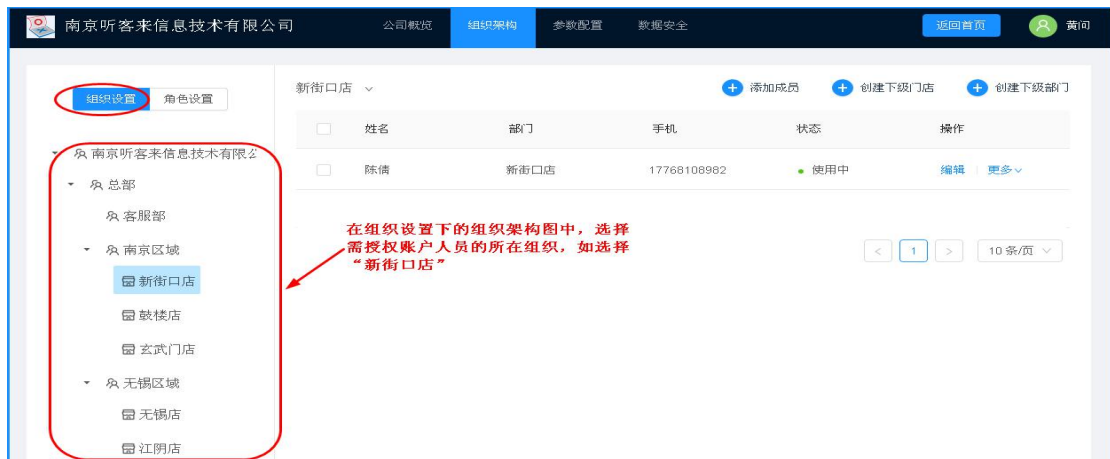 南京听客来信息技术有限公司 公司概览 组织架构 参数配置 数据安全 返回首页 黄问
组织设置 角色设置
新街口店 添加成员 创建下级门店 创建下级部门
姓名 部门 手机 状态 操作
陈倩 新街口店 17768108982 使用中 编辑 更多
南京听客来信息技术有限公
总部
客服部
南京区域
新街口店
鼓楼店
玄武门店
无锡区域
无锡店
江阴店
在组织设置下的组织架构图中，选择
需授权账户人员的所在组织，如选择
“新街口店”
< 1 > 10 条/页